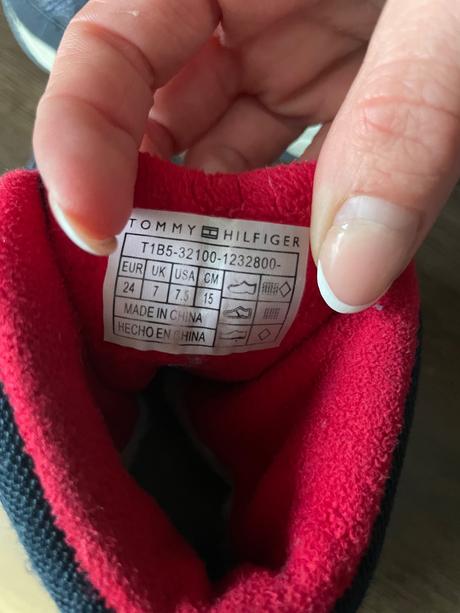 TOMMY HILFIGER
T1B5-32100-1232800-
EUR UK USA CM
24 7 7.5 15
MADE IN CHINA
HECHO EN CHINA